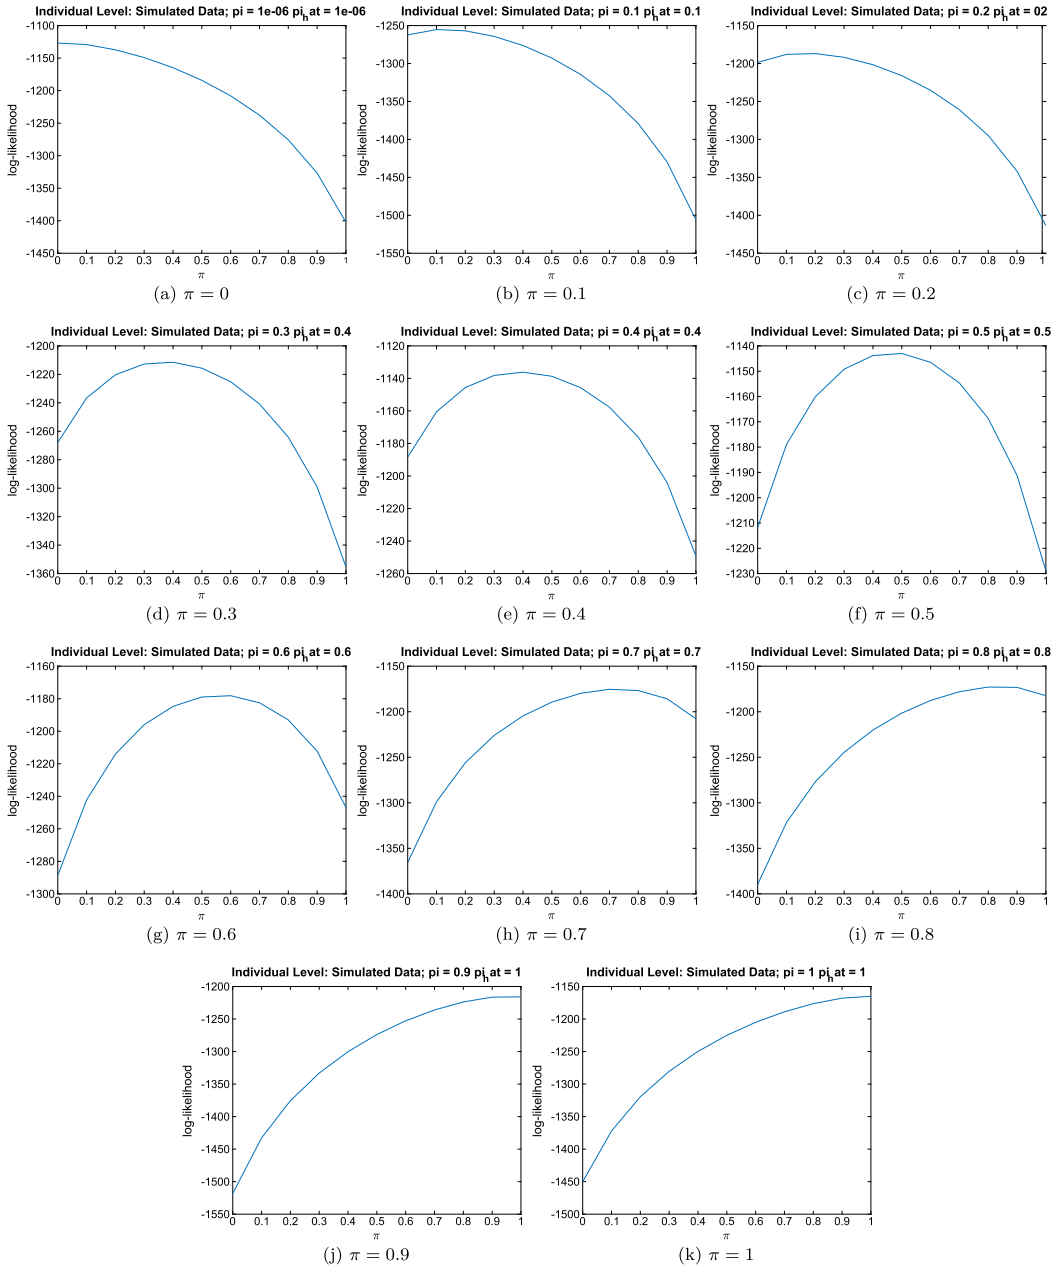 Individual Level: Simulated Data; pi = 1e-06 pi_hat = 1e-06
-1100
-1150
-1200
-1250
-1300
-1350
-1400
-1450
log-likelihood
0 0.1 0.2 0.3 0.4 0.5 0.6 0.7 0.8 0.9 1
π
(a) π = 0
Individual Level: Simulated Data; pi = 0.1 pi_hat = 0.1
-1250
-1300
-1350
-1400
-1450
-1500
-1550
log-likelihood
0 0.1 0.2 0.3 0.4 0.5 0.6 0.7 0.8 0.9 1
π
(b) π = 0.1
Individual Level: Simulated Data; pi = 0.2 pi_hat = 02
-1150
-1200
-1250
-1300
-1350
-1400
-1450
log-likelihood
0 0.1 0.2 0.3 0.4 0.5 0.6 0.7 0.8 0.9 1
π
(c) π = 0.2
Individual Level: Simulated Data; pi = 0.3 pi_hat = 0.4
-1200
-1220
-1240
-1260
-1280
-1300
-1320
-1340
-1360
log-likelihood
0 0.1 0.2 0.3 0.4 0.5 0.6 0.7 0.8 0.9 1
π
(d) π = 0.3
Individual Level: Simulated Data; pi = 0.4 pi_hat = 0.4
-1120
-1140
-1160
-1180
-1200
-1220
-1240
-1260
log-likelihood
0 0.1 0.2 0.3 0.4 0.5 0.6 0.7 0.8 0.9 1
π
(e) π = 0.4
Individual Level: Simulated Data; pi = 0.5 pi_hat = 0.5
-1140
-1150
-1160
-1170
-1180
-1190
-1200
-1210
-1220
-1230
log-likelihood
0 0.1 0.2 0.3 0.4 0.5 0.6 0.7 0.8 0.9 1
π
(f) π = 0.5
Individual Level: Simulated Data; pi = 0.6 pi_hat = 0.6
-1160
-1180
-1200
-1220
-1240
-1260
-1280
-1300
log-likelihood
0 0.1 0.2 0.3 0.4 0.5 0.6 0.7 0.8 0.9 1
π
(g) π = 0.6
Individual Level: Simulated Data; pi = 0.7 pi_hat = 0.7
-1150
-1200
-1250
-1300
-1350
-1400
log-likelihood
0 0.1 0.2 0.3 0.4 0.5 0.6 0.7 0.8 0.9 1
π
(h) π = 0.7
Individual Level: Simulated Data; pi = 0.8 pi_hat = 0.8
-1150
-1200
-1250
-1300
-1350
-1400
log-likelihood
0 0.1 0.2 0.3 0.4 0.5 0.6 0.7 0.8 0.9 1
π
(i) π = 0.8
Individual Level: Simulated Data; pi = 0.9 pi_hat = 1
-1200
-1250
-1300
-1350
-1400
-1450
-1500
-1550
log-likelihood
0 0.1 0.2 0.3 0.4 0.5 0.6 0.7 0.8 0.9 1
π
(j) π = 0.9
Individual Level: Simulated Data; pi = 1 pi_hat = 1
-1150
-1200
-1250
-1300
-1350
-1400
-1450
-1500
log-likelihood
0 0.1 0.2 0.3 0.4 0.5 0.6 0.7 0.8 0.9 1
π
(k) π = 1